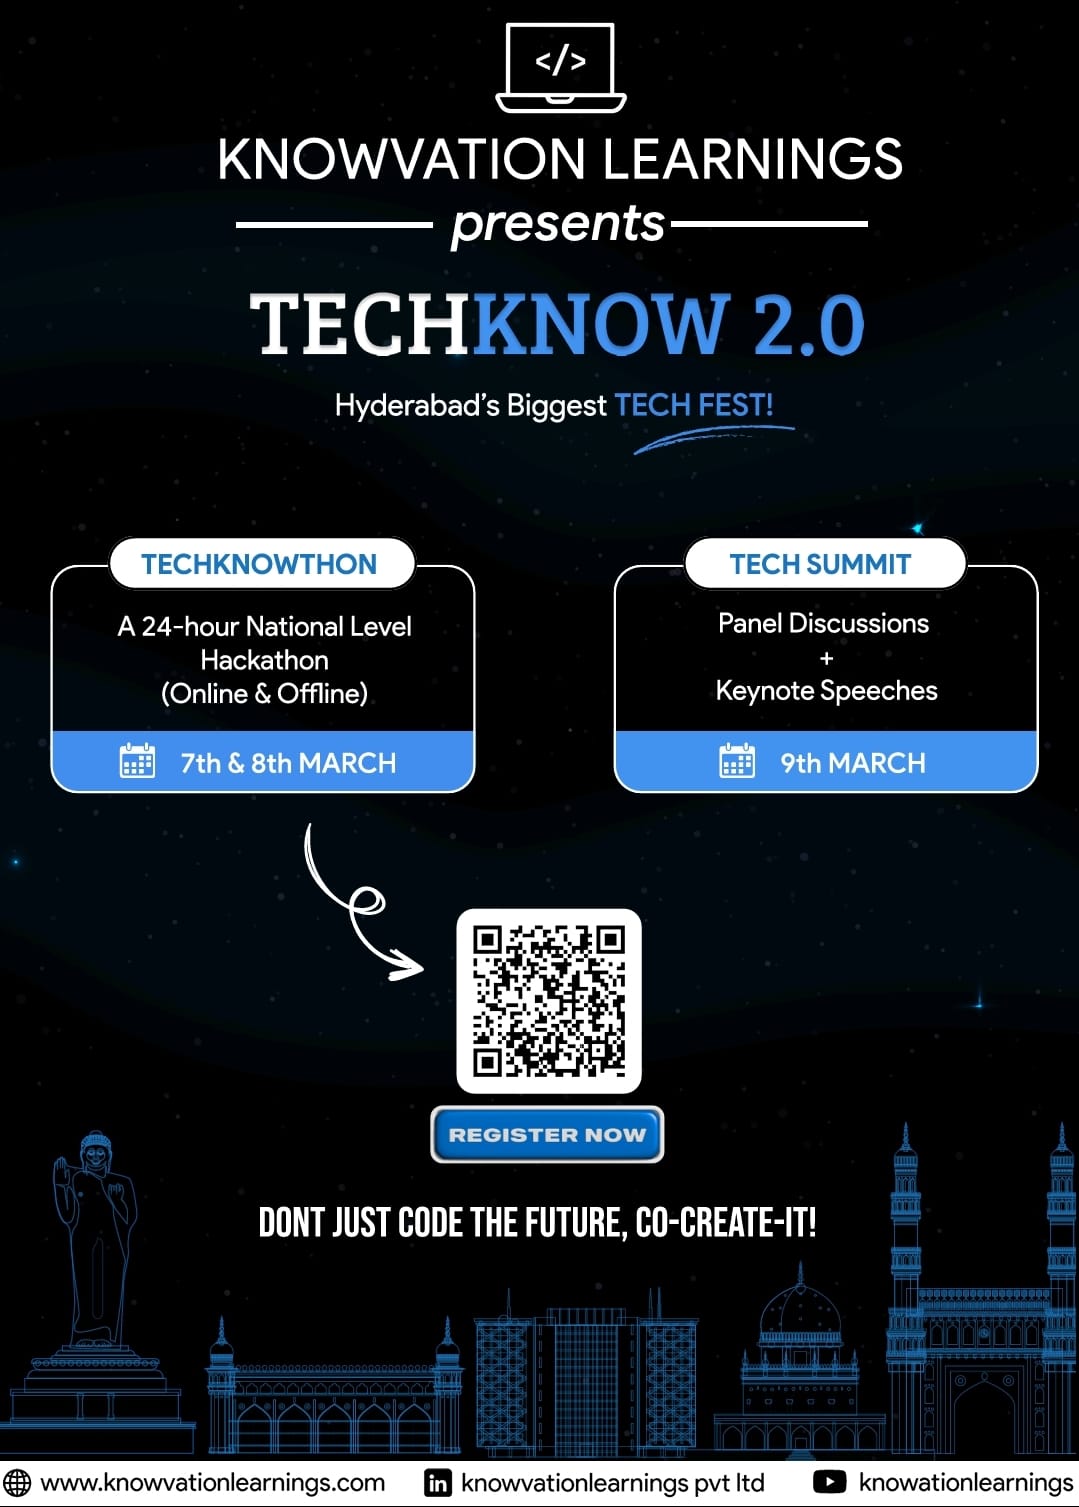 </>
KNOWVATION LEARNINGS
presents
TECHKNOW 2.0
Hyderabad's Biggest TECH FEST!
TECHKNOWTHON
A 24-hour National Level
Hackathon
(Online & Offline)
7th & 8th MARCH
TECH SUMMIT
Panel Discussions
+
Keynote Speeches
9th MARCH
REGISTER NOW
DONT JUST CODE THE FUTURE, CO-CREATE-IT!
www.knowvationlearnings.com
in knowvationlearnings pvt ltd
knowationlearnings